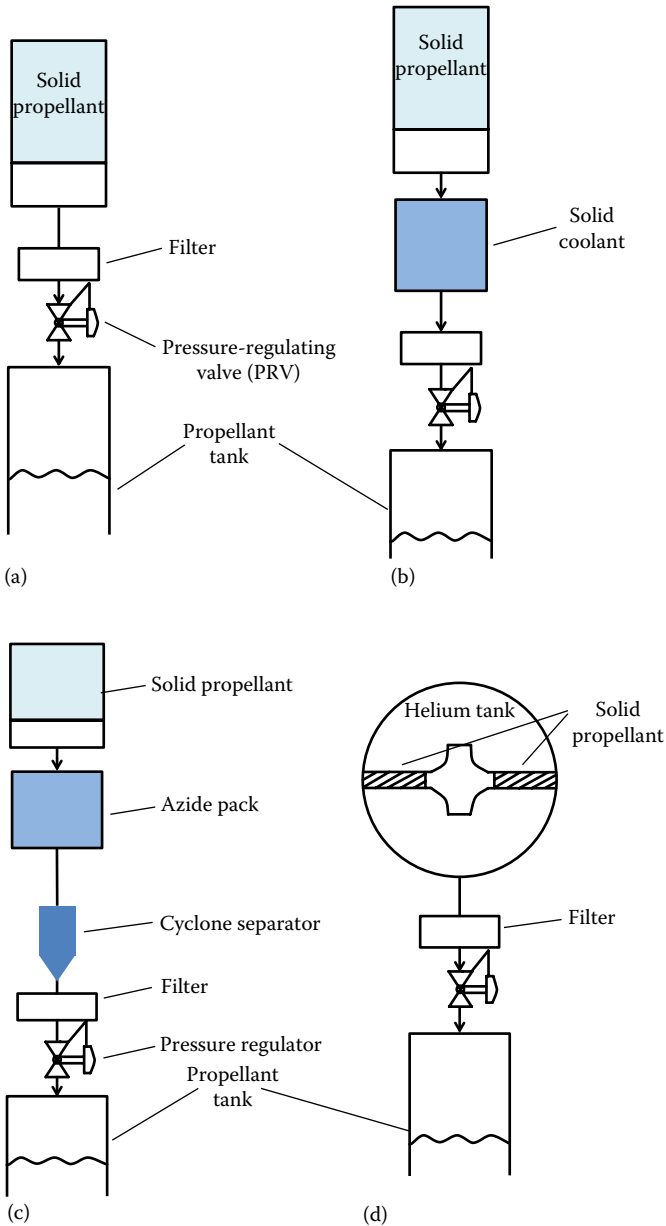 Solid
propellant
Filter
Pressure-regulating
valve (PRV)
Propellant
tank
(a)
Solid
propellant
Solid
coolant
(b)
Solid propellant
Azide pack
Cyclone separator
Filter
Pressure regulator
Propellant
tank
(c)
Helium tank
Solid
propellant
Filter
(d)